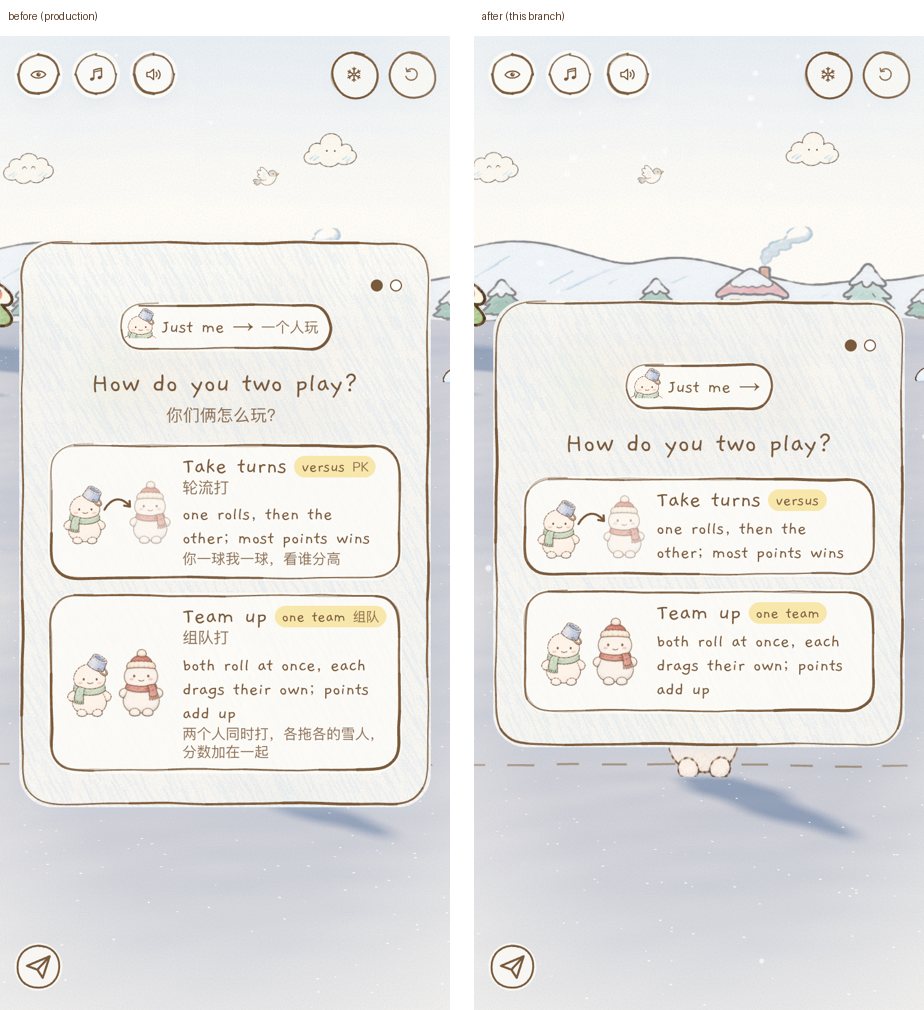 before (production)
Just me → 一个人玩
How do you two play?
你们俩怎么玩?
Take turns versus PK
轮流打
one rolls, then the
other; most points wins
你一球我一球，看谁分高
Team up one team 组队
组队打
both roll at once, each
drags their own; points
add up
两个人同时打，各拖各的雪人，
分数加在一起
after (this branch)
Just me →
How do you two play?
Take turns versus
one rolls, then the
other; most points wins
Team up one team
both roll at once, each
drags their own; points
add up